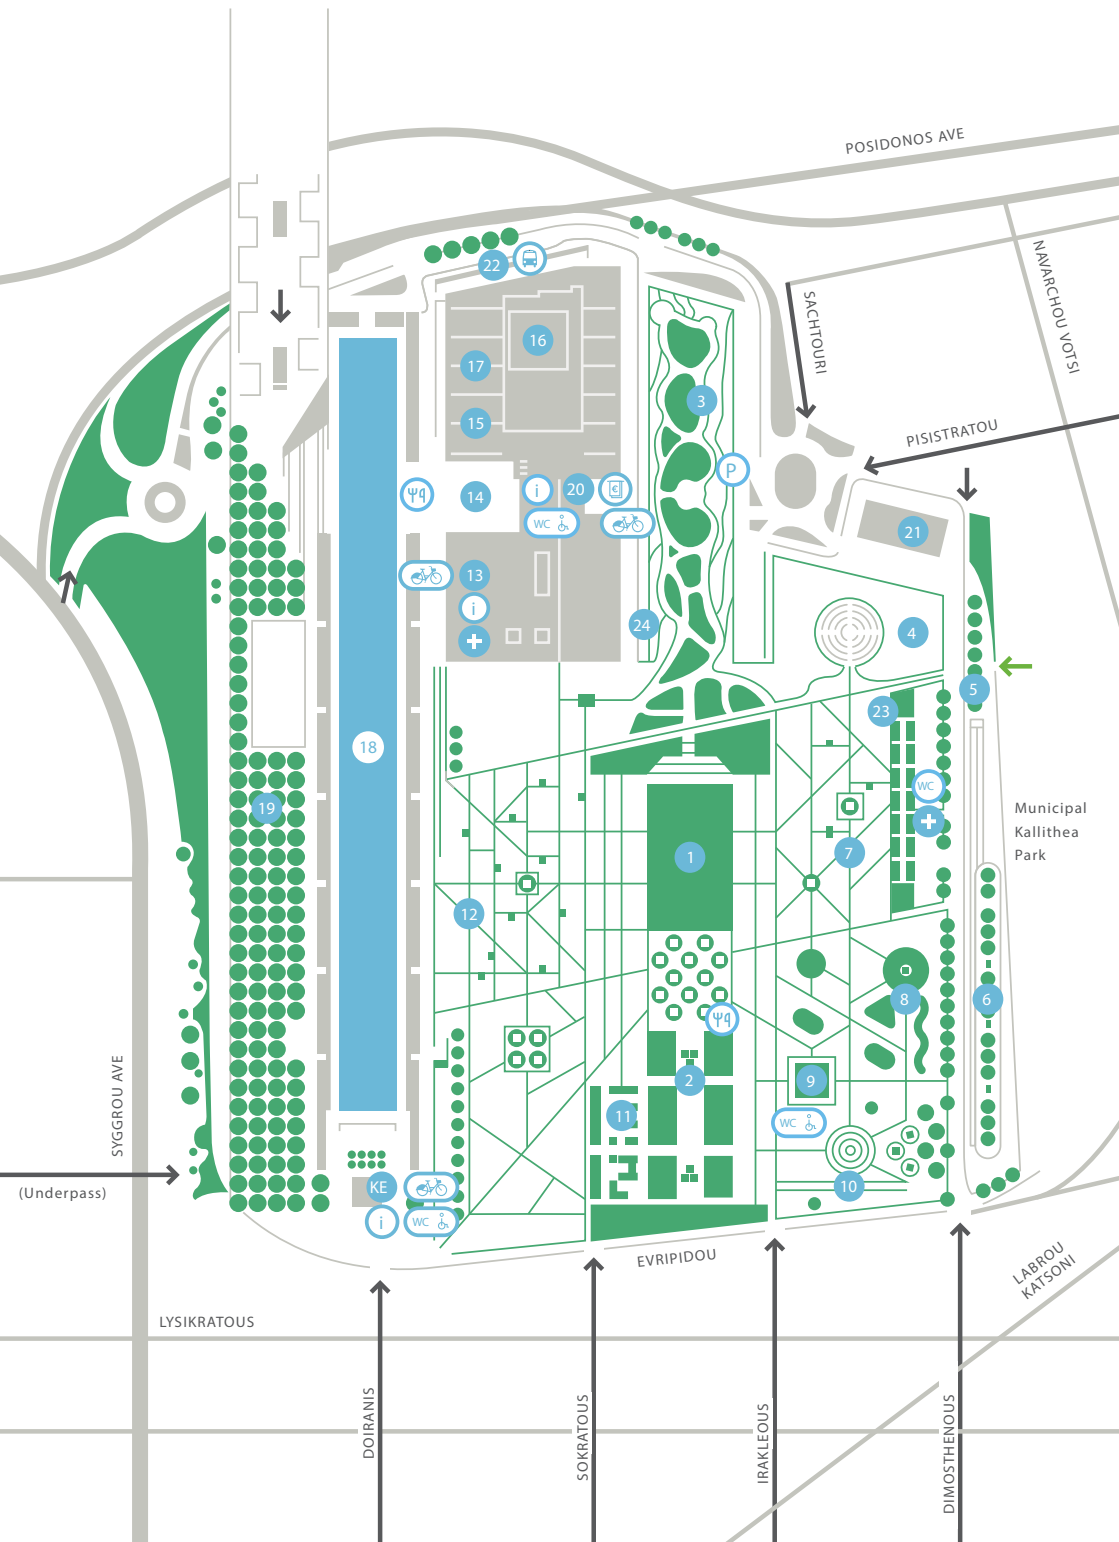 POSIDONOS AVE
NAVARCHOU VOTSI
SACHTOURI
PISISTRATOU
22
16
17
15
3
P
14
i
20
€
WC
21
13
i
24
4
5
23
18
WC
19
1
7
Municipal
Kallithea
Park
12
8
6
2
9
11
WC
SYGGROU AVE
(Underpass)
KE
10
i
WC
EVRIPIDOU
LABROU
KATSONI
LYSIKRATOUS
DOIRANIS
SOKRATOUS
IRAKLEOUS
DIMOSTHENOUS